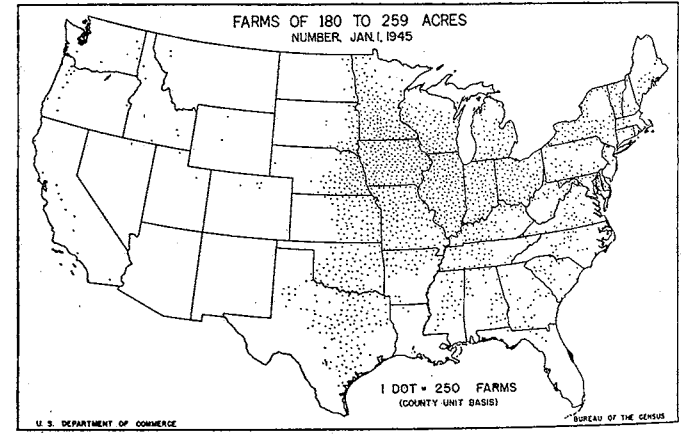 FARMS OF 180 TO 259 ACRES
NUMBER, JAN. 1, 1945
1 DOT = 250 FARMS
(COUNTY UNIT BASIS)
U. S. DEPARTMENT OF COMMERCE
BUREAU OF THE CENSUS